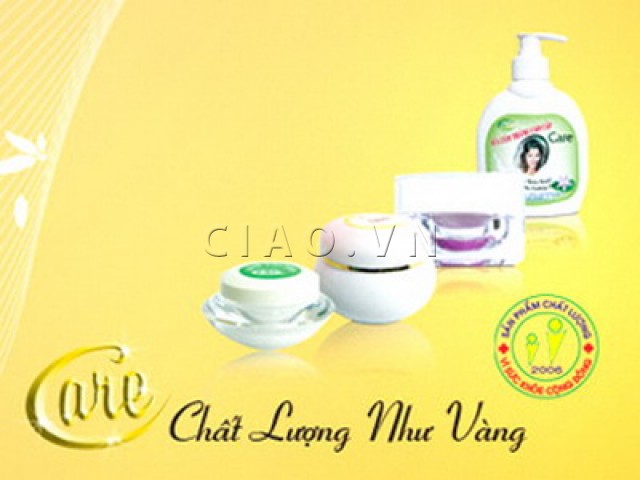 Care
CIAO.VN
SẢN PHẨM CHẤT LƯỢNG
2006
VÌ SỨC KHỎE CỘNG ĐỒNG
Care Chất Lượng Như Vàng